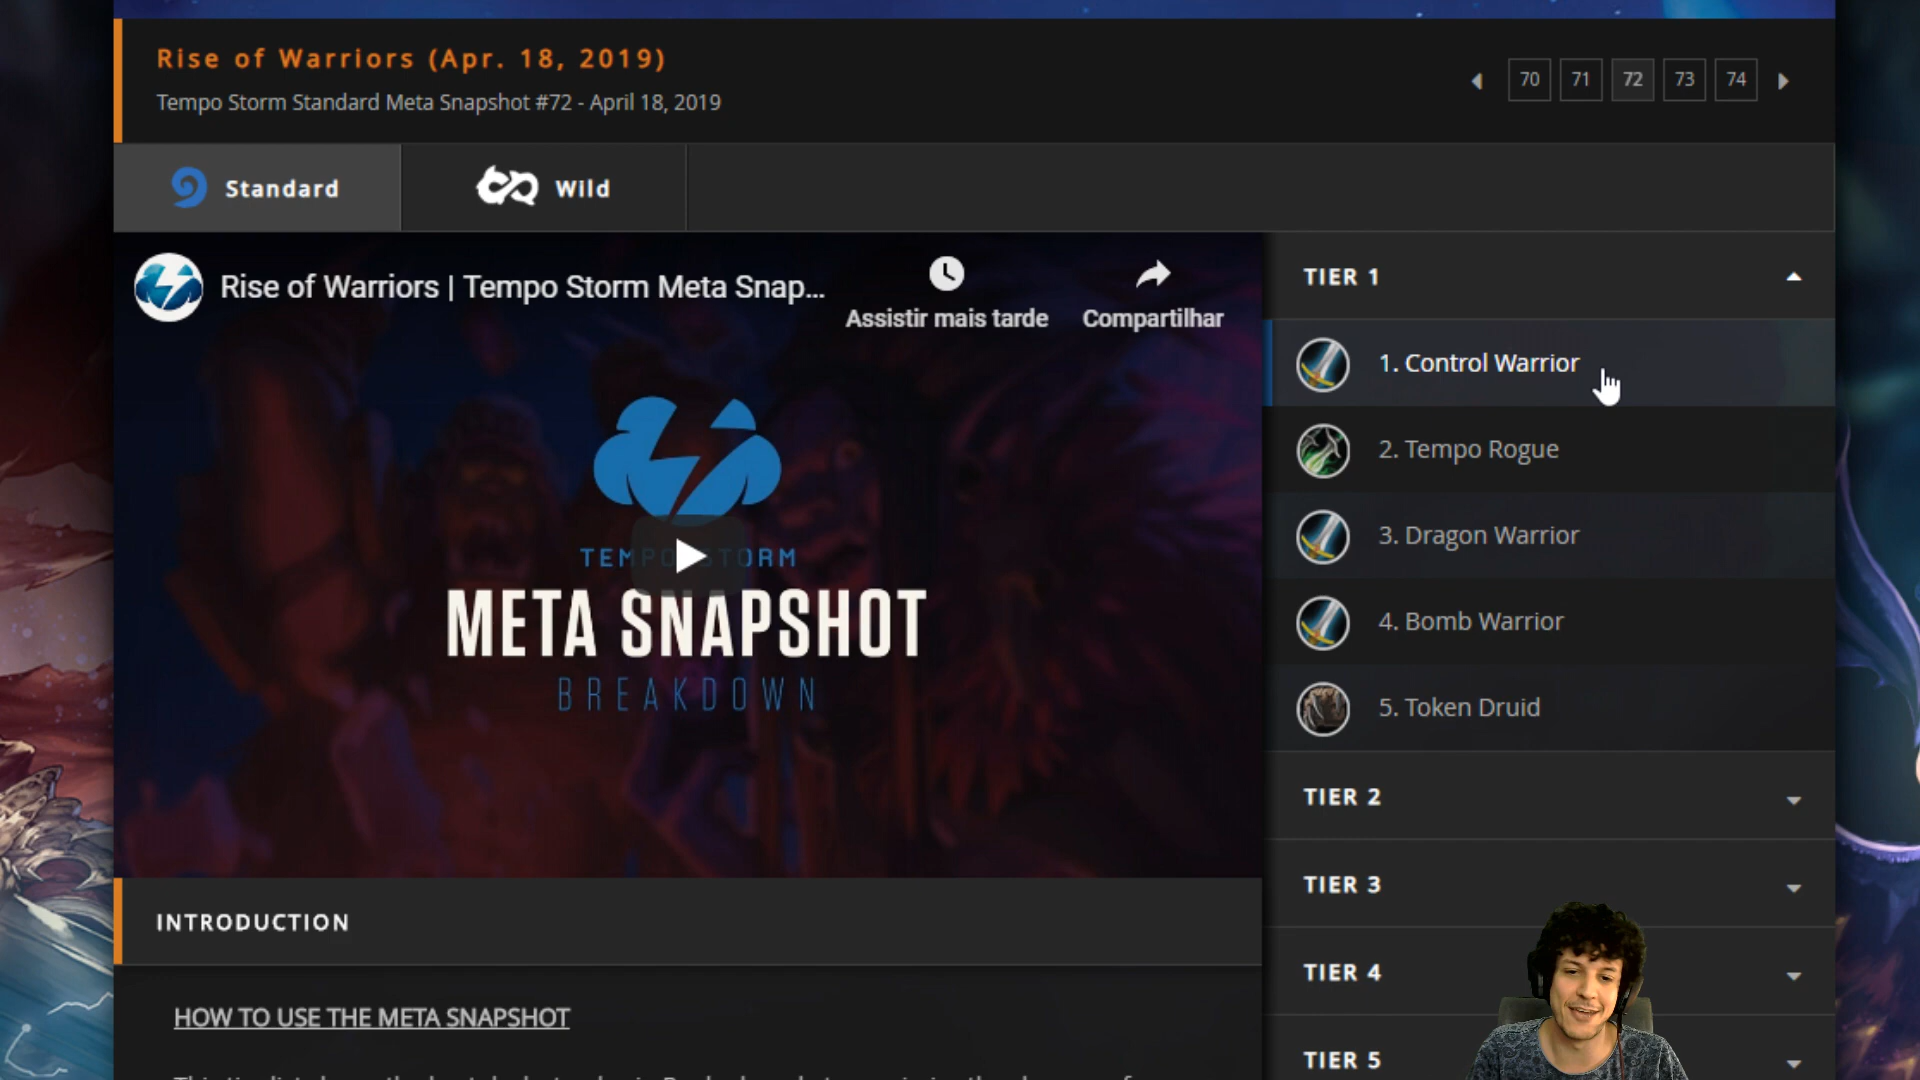 Rise of Warriors (Apr. 18, 2019)
Tempo Storm Standard Meta Snapshot #72 - April 18, 2019
70 71 72 73 74
Standard
Wild
Rise of Warriors | Tempo Storm Meta Snap...
Assistir mais tarde
Compartilhar
TEMPO STORM
META SNAPSHOT
BREAKDOWN
TIER 1
1. Control Warrior
2. Tempo Rogue
3. Dragon Warrior
4. Bomb Warrior
5. Token Druid
TIER 2
TIER 3
TIER 4
TIER 5
INTRODUCTION
HOW TO USE THE META SNAPSHOT